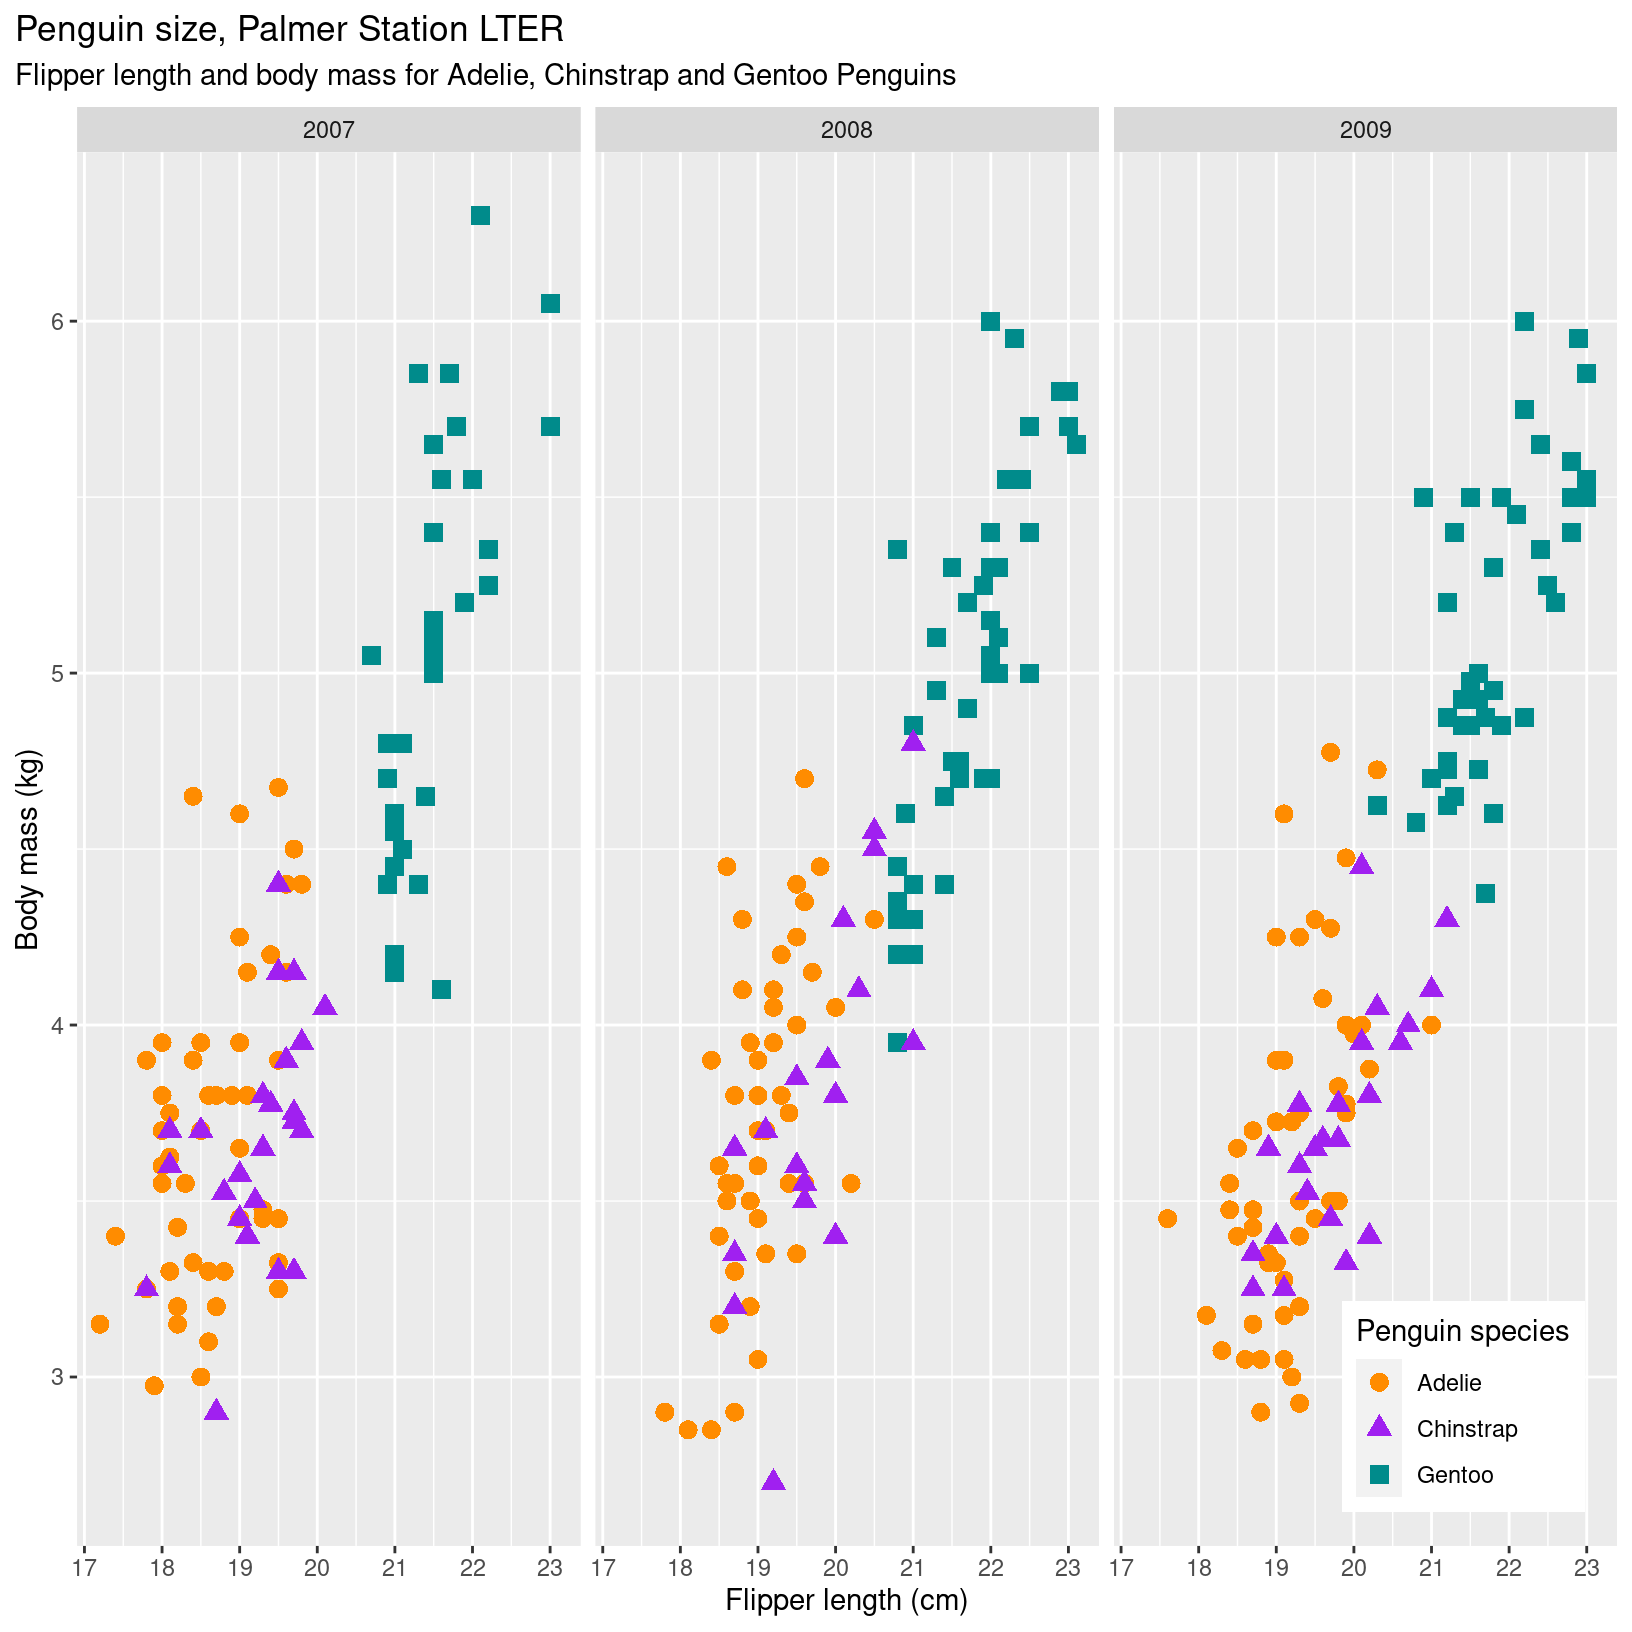 Penguin size, Palmer Station LTER
Flipper length and body mass for Adelie, Chinstrap and Gentoo Penguins
2007 2008 2009
6
5
4
3
Body mass (kg)
Penguin species
Adelie
Chinstrap
Gentoo
17 18 19 20 21 22 23 17 18 19 20 21 22 23 17 18 19 20 21 22 23
Flipper length (cm)